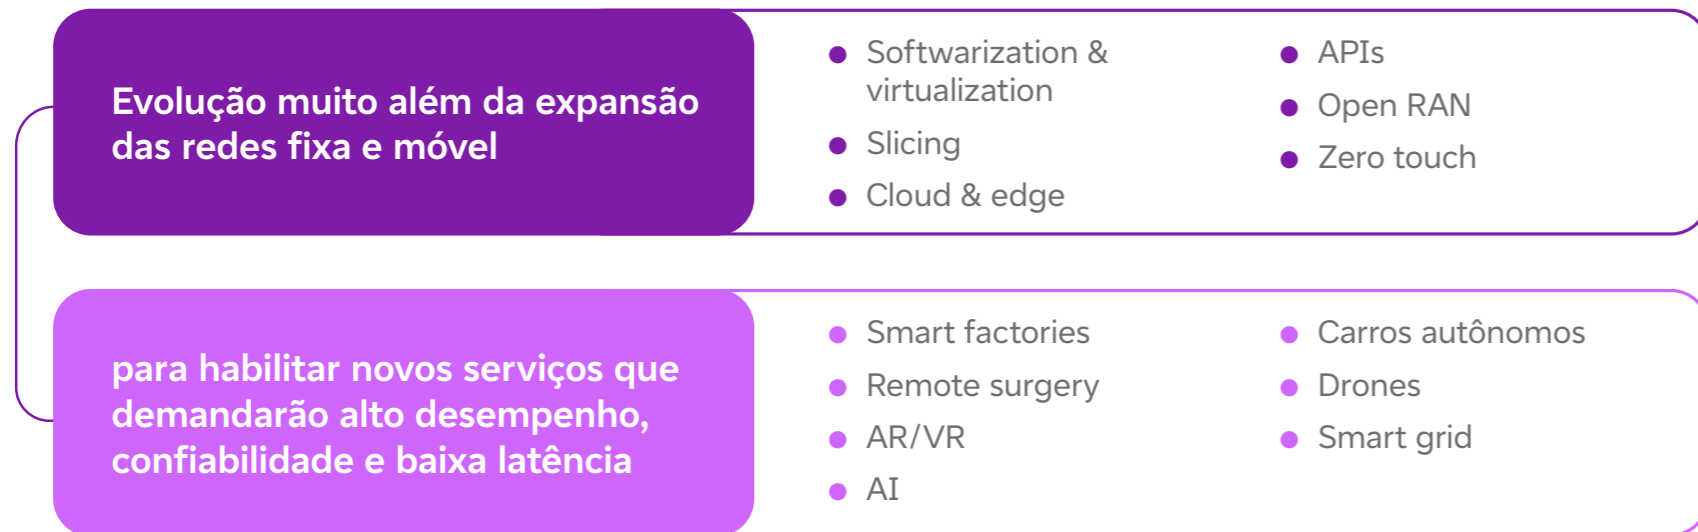 Evolução muito além da expansão
das redes fixa e móvel
Softwarization &
virtualization
Slicing
Cloud & edge
APIs
Open RAN
Zero touch
para habilitar novos serviços que
demandarão alto desempenho,
confiabilidade e baixa latência
Smart factories
Remote surgery
AR/VR
AI
Carros autônomos
Drones
Smart grid